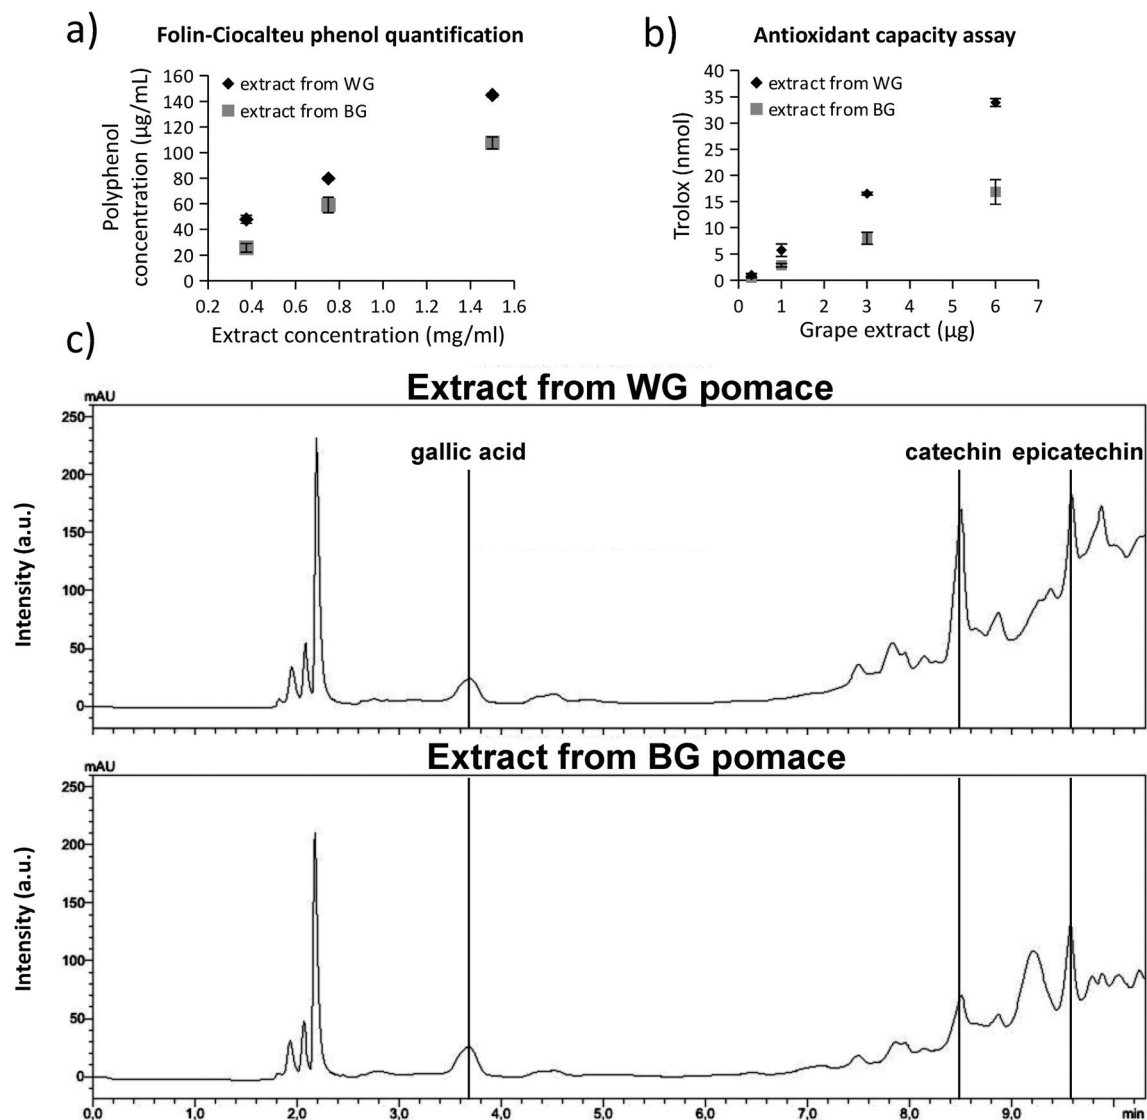 a)
Folin-Ciocalteu phenol quantification
160
140
120
100
80
60
40
20
0
extract from WG
extract from BG
Polyphenol
concentration (µg/mL)
0.2 0.4 0.6 0.8 1.0 1.2 1.4 1.6
Extract concentration (mg/ml)
b)
Antioxidant capacity assay
40
35
30
25
20
15
10
5
0
extract from WG
extract from BG
Trolox (nmol)
0 1 2 3 4 5 6 7
Grape extract (µg)
c)
Extract from WG pomace
mAU
250
200
150
100
50
0
Intensity (a.u.)
gallic acid catechin epicatechin
Extract from BG pomace
mAU
250
200
150
100
50
0
Intensity (a.u.)
0,0 1,0 2,0 3,0 4,0 5,0 6,0 7,0 8,0 9,0 min